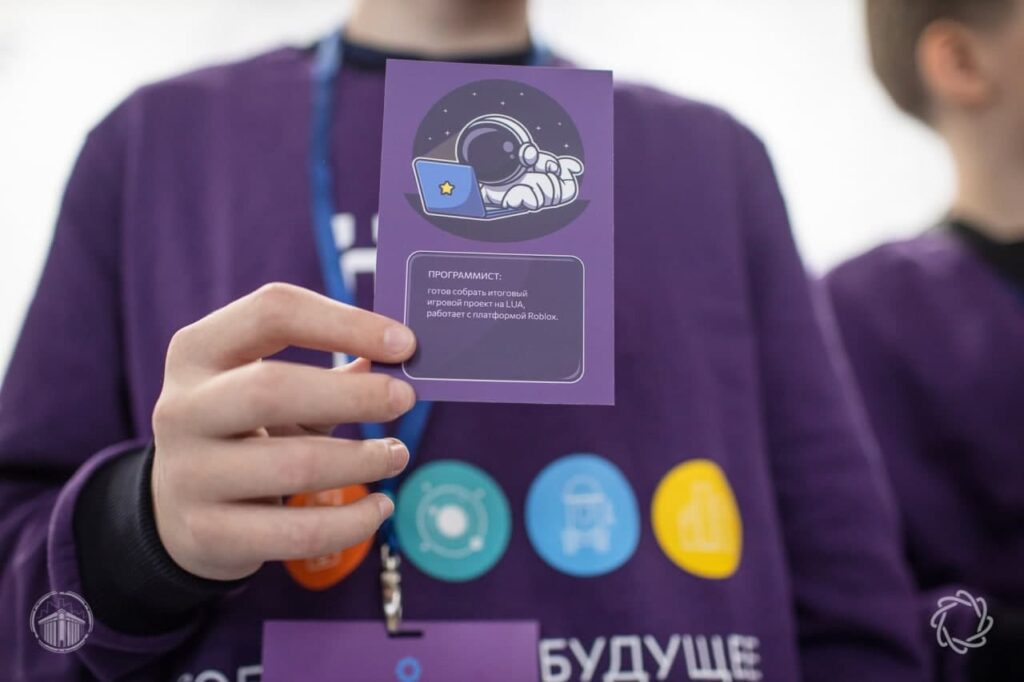 ПРОГРАММИСТ:
готов собрать итоговый
игровой проект на LUA,
работает с платформой Roblox.
БУДУЩЕ